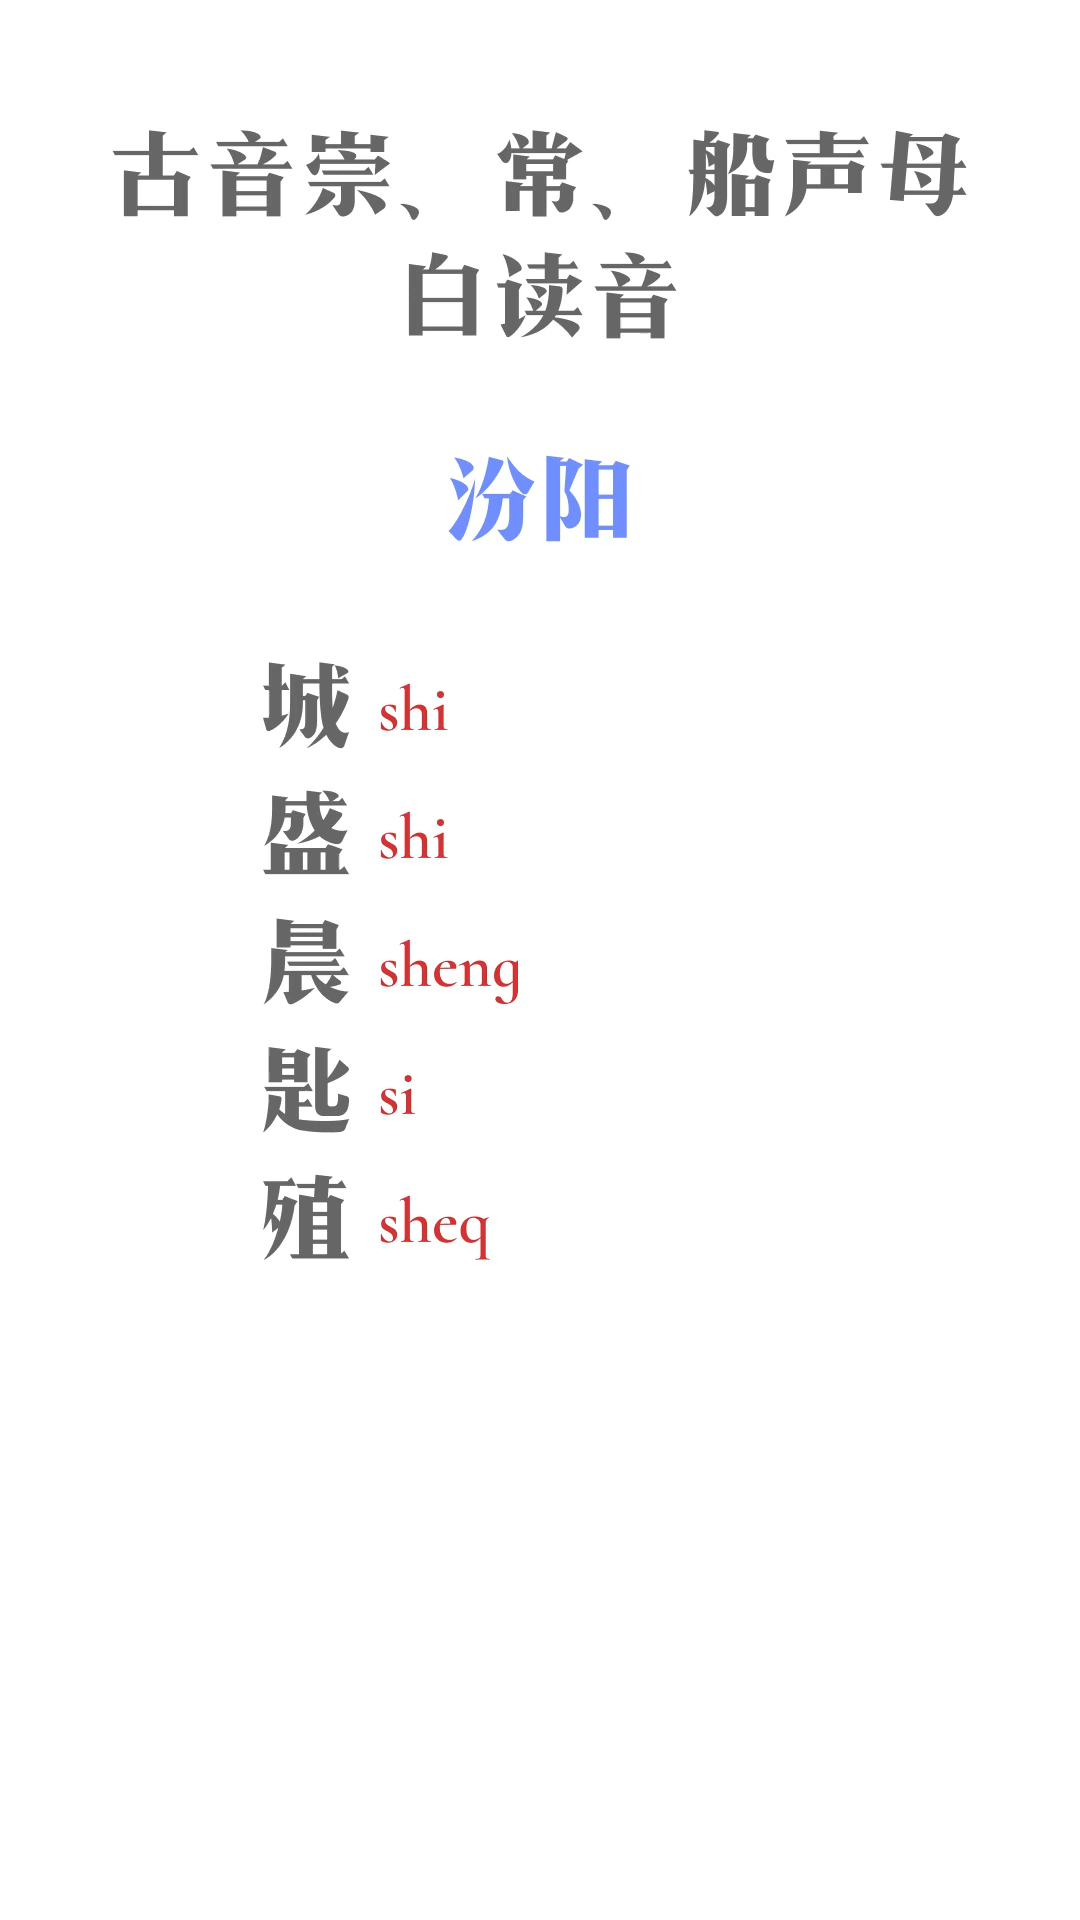 古音崇、常、船声母
白读音
汾阳
城 shi
盛 shi
晨 sheng
匙 si
殖 sheq